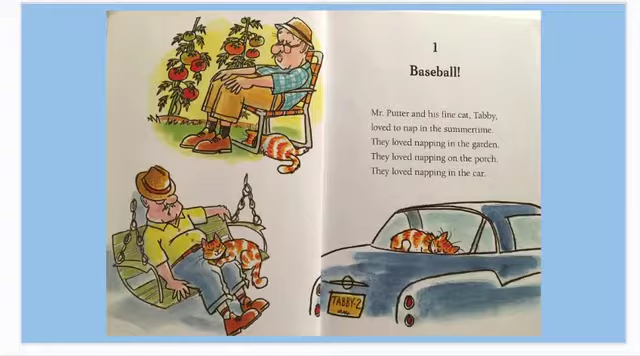 1
Baseball!
Mr. Putter and his fine cat, Tabby,
loved to nap in the summertime.
They loved napping in the garden.
They loved napping on the porch.
They loved napping in the car.
TABBY-2